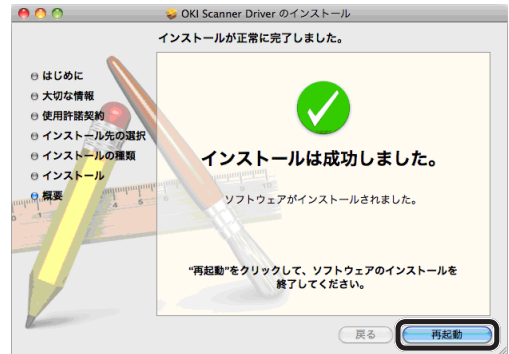 OKI Scanner Driver のインストール
インストールが正常に完了しました。
はじめに
大切な情報
使用許諾契約
インストール先の選択
インストールの種類
インストール
概要
インストールは成功しました。
ソフトウェアがインストールされました。
“再起動”をクリックして、ソフトウェアのインストールを
終了してください。
戻る
再起動